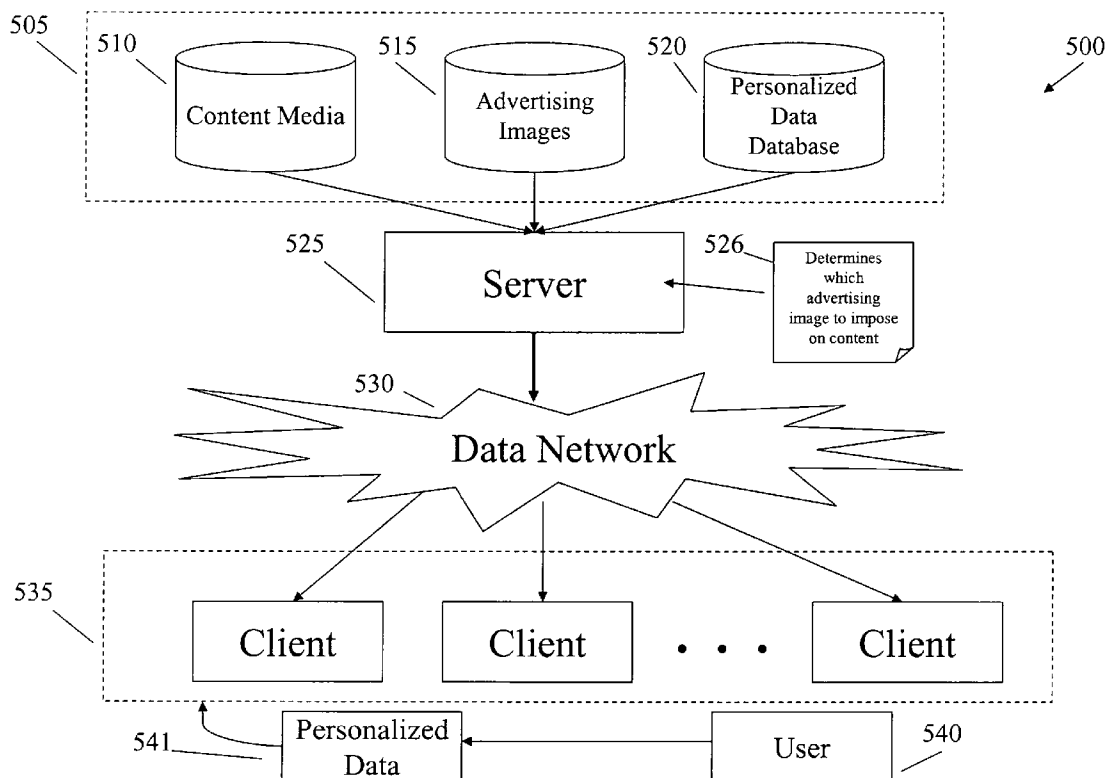 505
510
Content Media
515
Advertising
Images
520
Personalized
Data
Database
500
525
Server
526
Determines
which
advertising
image to impose
on content
530
Data Network
535
Client
Client
. . .
Client
541
Personalized
Data
User
540